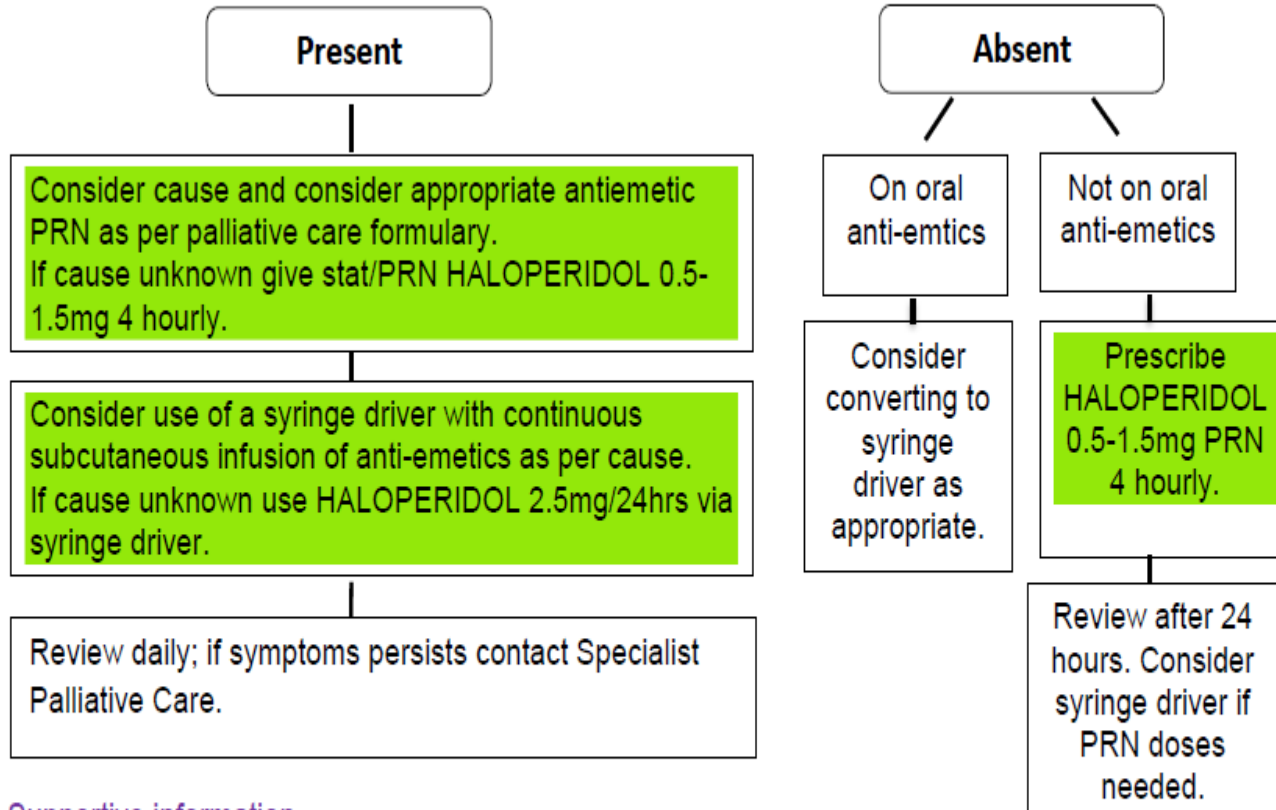 Present
Consider cause and consider appropriate antiemetic
PRN as per palliative care formulary.
If cause unknown give stat/PRN HALOPERIDOL 0.5-
1.5mg 4 hourly.
Consider use of a syringe driver with continuous
subcutaneous infusion of anti-emetics as per cause.
If cause unknown use HALOPERIDOL 2.5mg/24hrs via
syringe driver.
Review daily; if symptoms persists contact Specialist
Palliative Care.
Absent
On oral
anti-emtics
Consider
converting to
syringe
driver as
appropriate.
Not on oral
anti-emetics
Prescribe
HALOPERIDOL
0.5-1.5mg PRN
4 hourly.
Review after 24
hours. Consider
syringe driver if
PRN doses
needed.
Supportive information